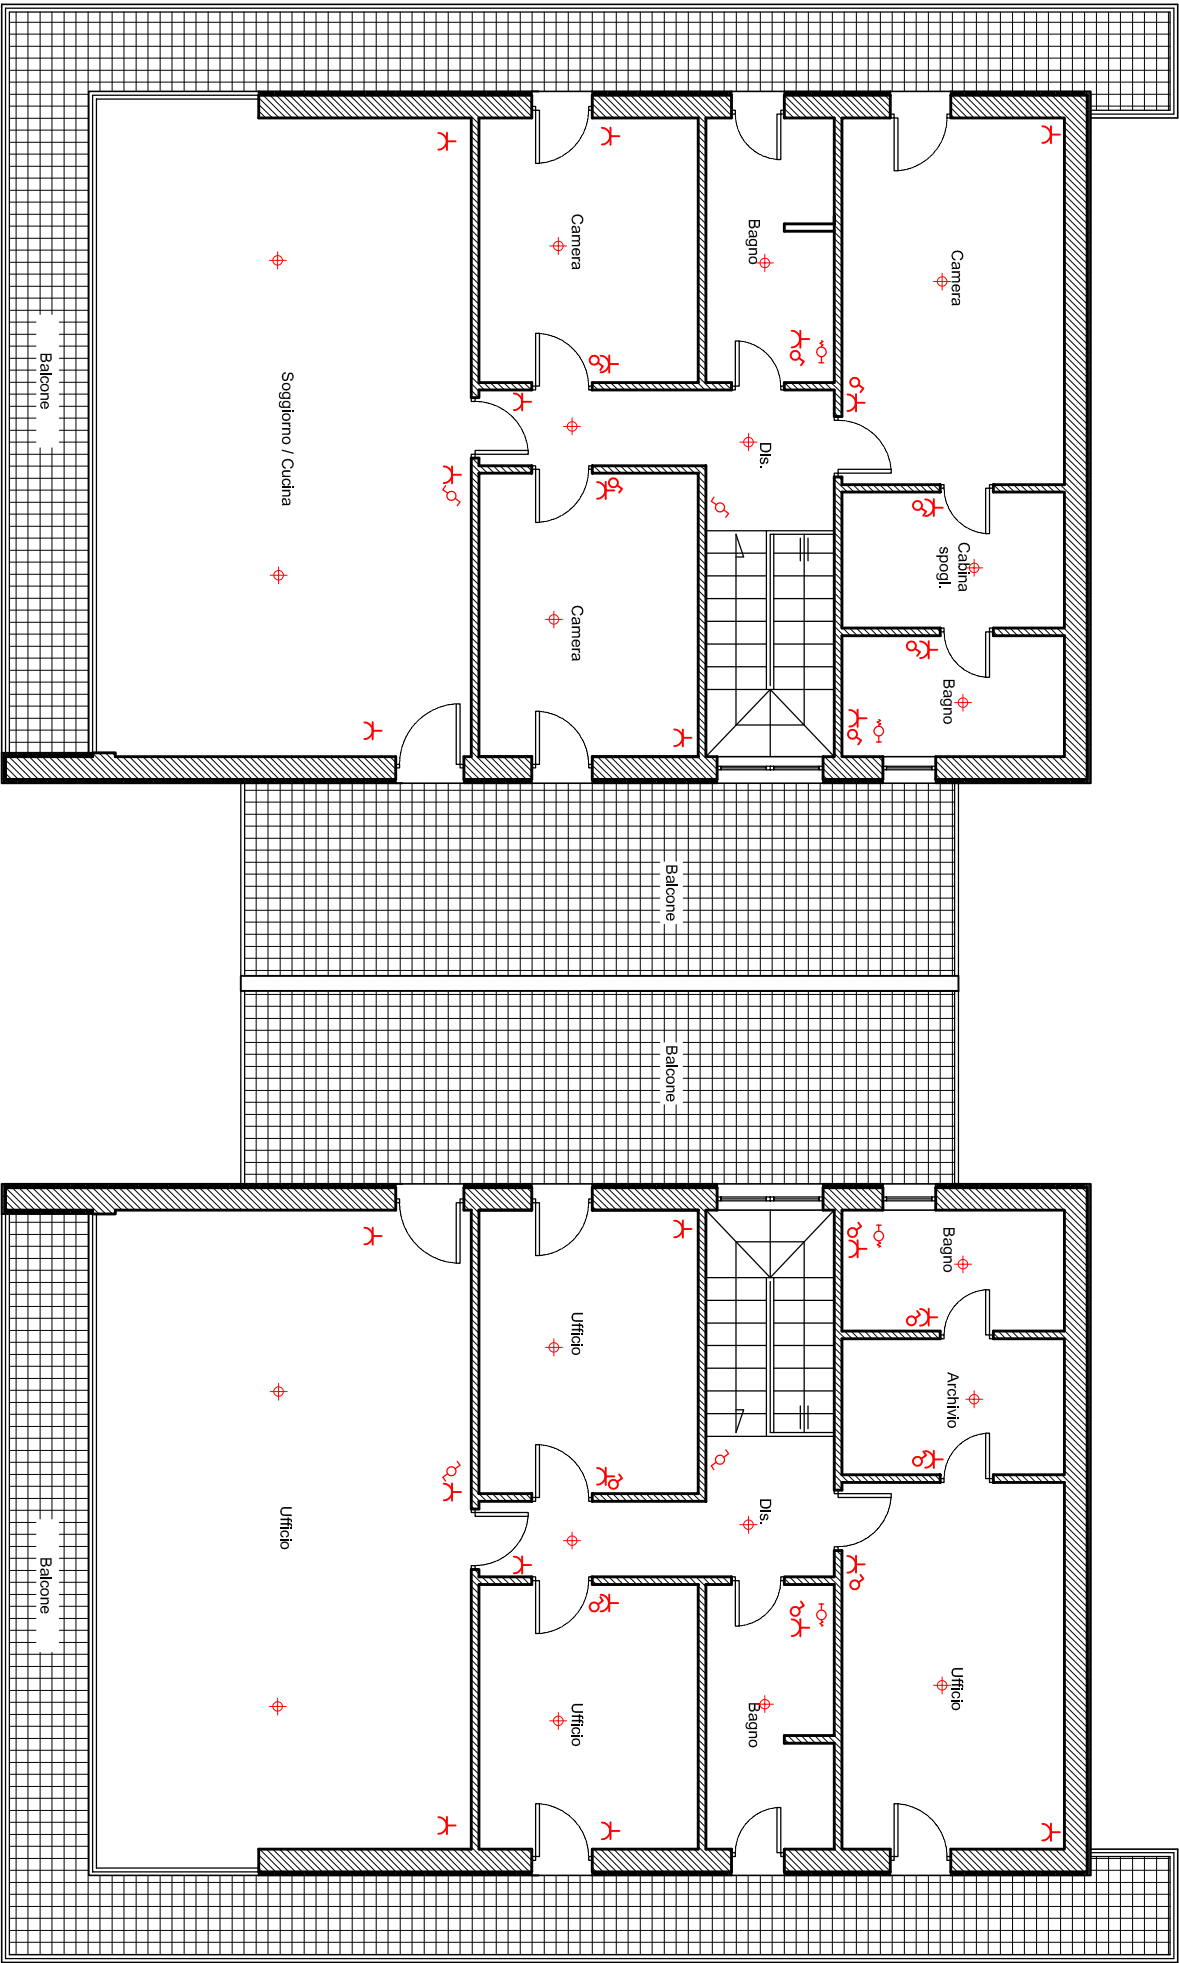 Camera
Cabina
spogl.
Bagno
Bagno
Archivio
Ufficio
Bagno
DIs.
DIs.
Bagno
Camera
Camera
Balcone
Balcone
Ufficio
Ufficio
Soggiorno / Cucina
Ufficio
Balcone
Balcone